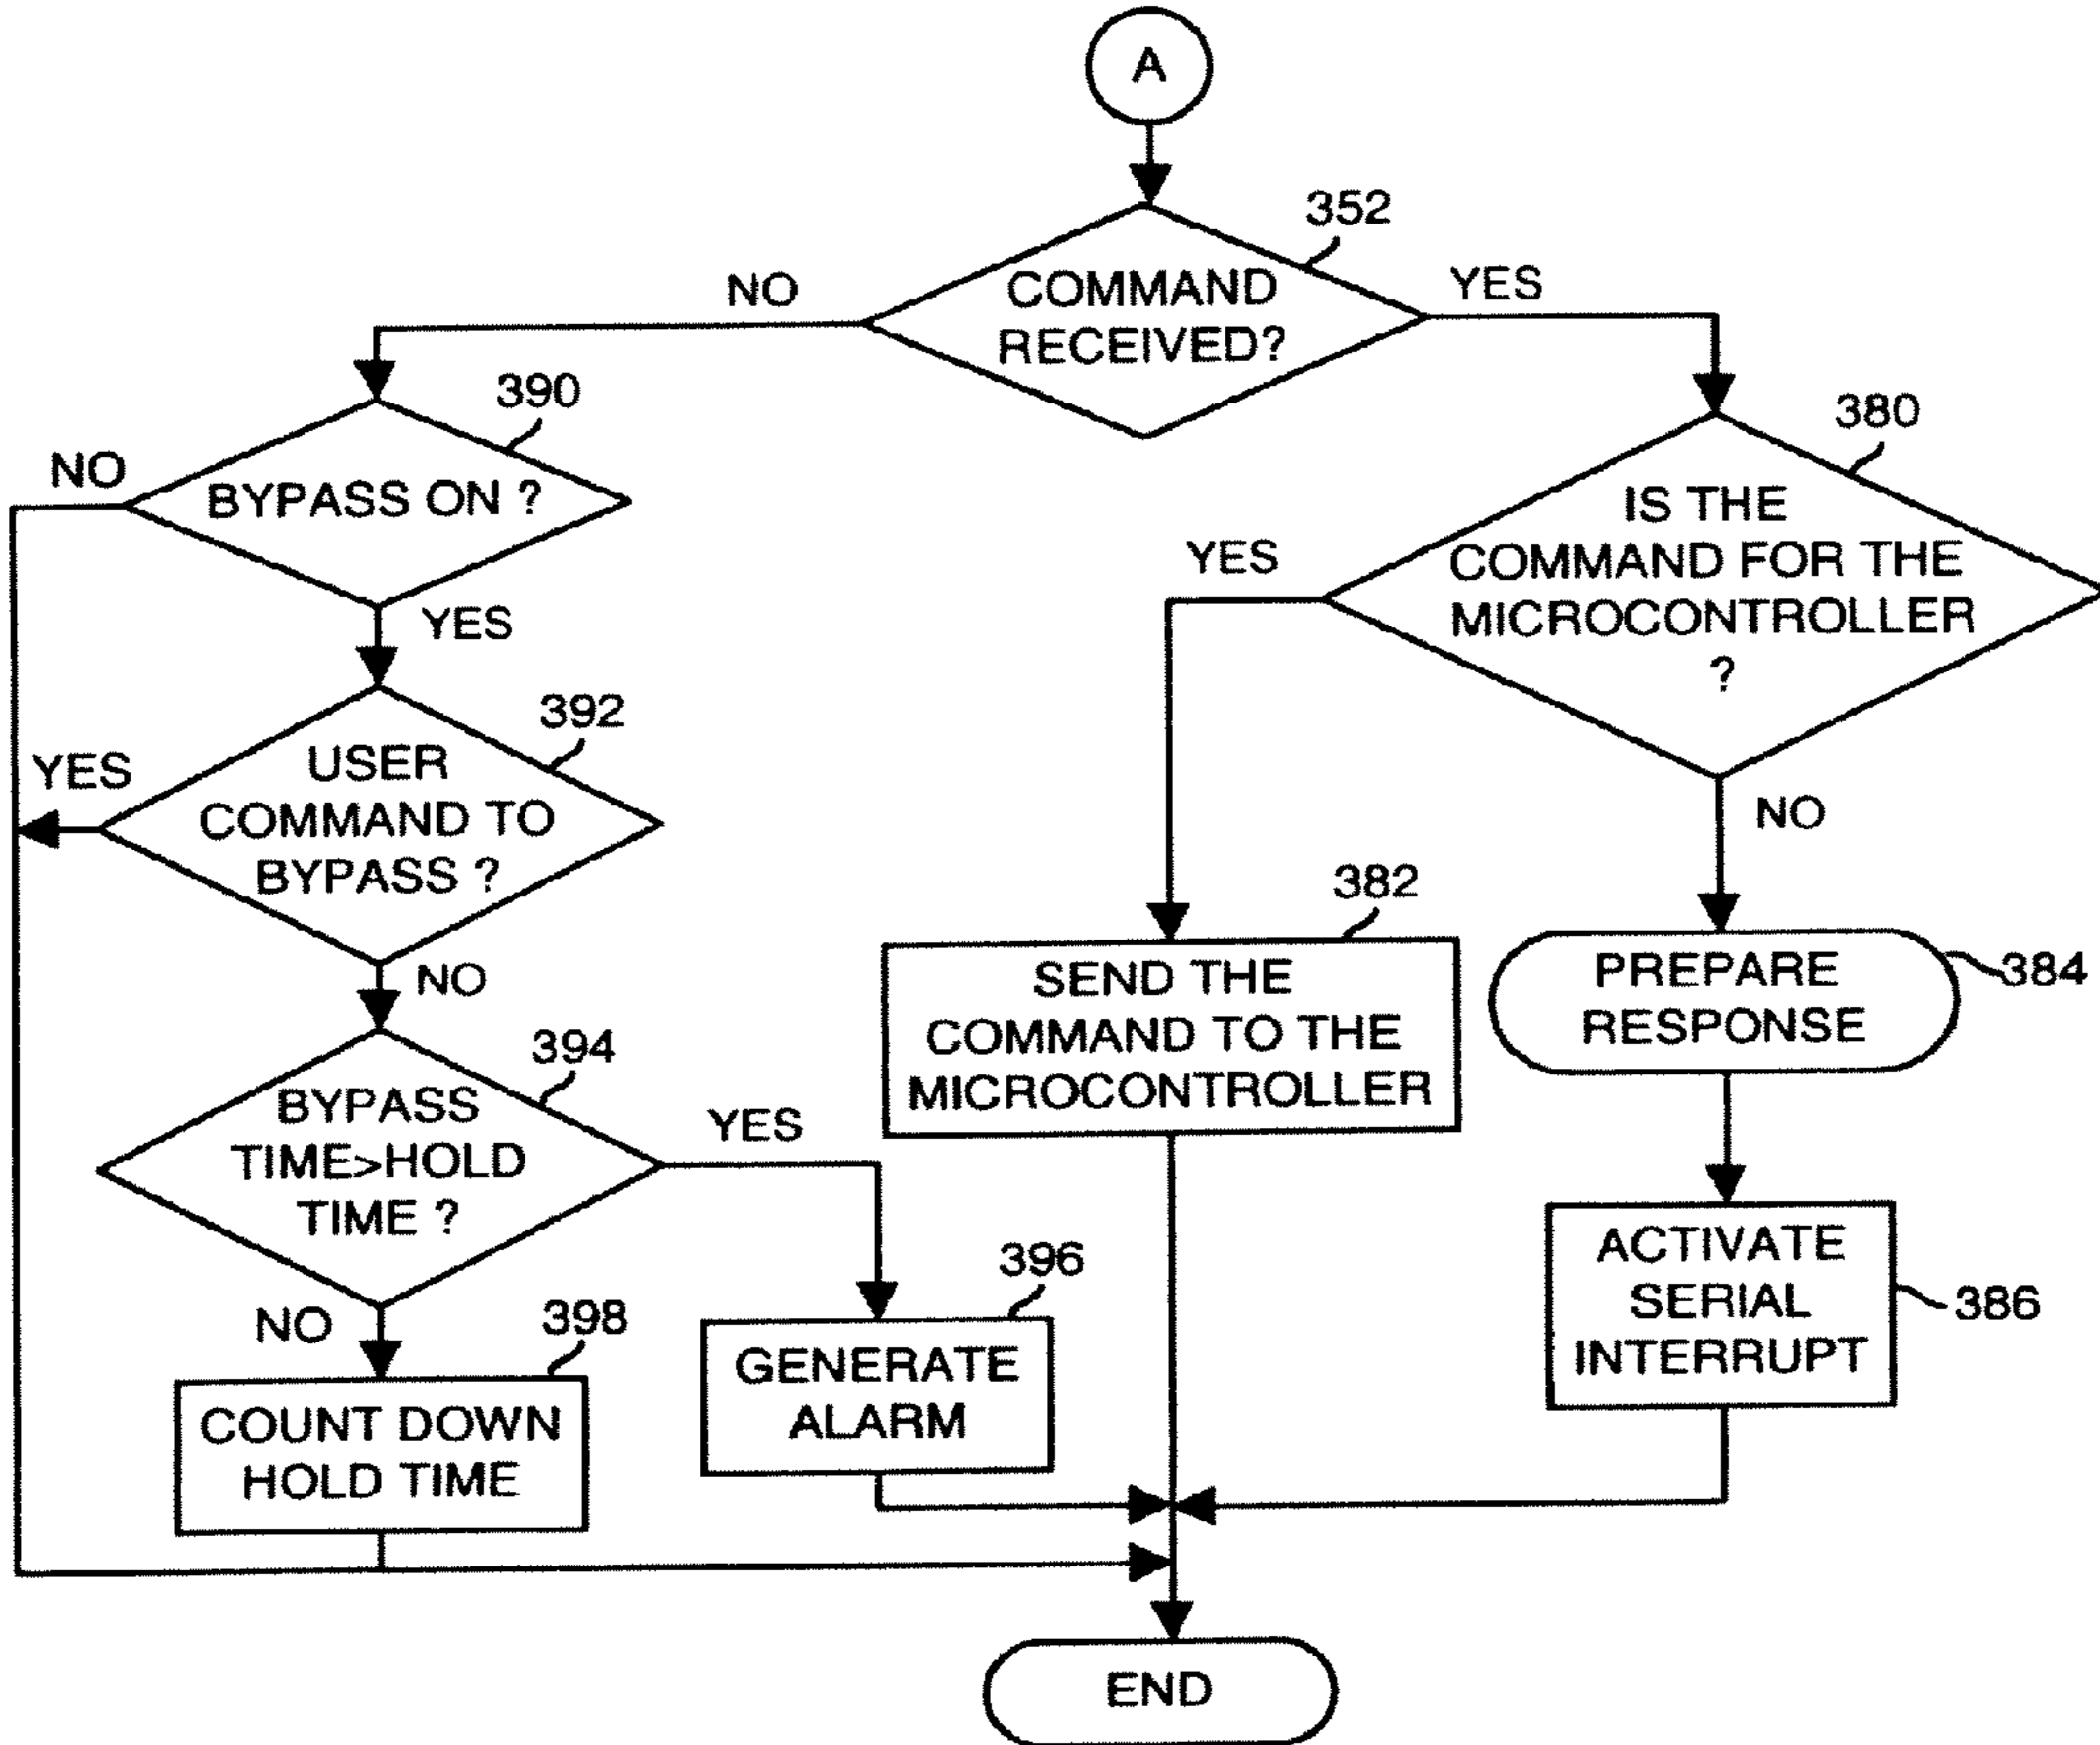 A
352
COMMAND
RECEIVED?
NO
YES
390
BYPASS ON ?
NO
YES
380
IS THE
COMMAND FOR THE
MICROCONTROLLER
?
YES
NO
392
USER
COMMAND TO
BYPASS ?
YES
NO
382
SEND THE
COMMAND TO THE
MICROCONTROLLER
384
PREPARE
RESPONSE
394
BYPASS
TIME>HOLD
TIME ?
YES
NO
386
ACTIVATE
SERIAL
INTERRUPT
396
GENERATE
ALARM
398
COUNT DOWN
HOLD TIME
END